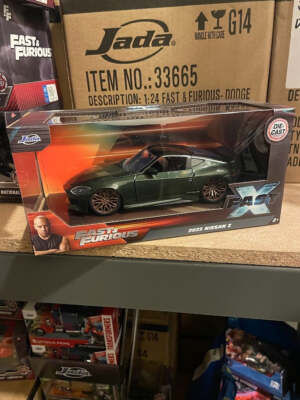 Jada
HANDLE WITH CARE
G14
ITEM NO.: 33665
DESCRIPTION: 1:24 FAST & FURIOUS- DODGE
FAST &
FURIOUS
Jada
DIE-CAST
FAST X
FAST &
FURIOUS
2023 NISSAN Z
TRANSFORMERS
Jada